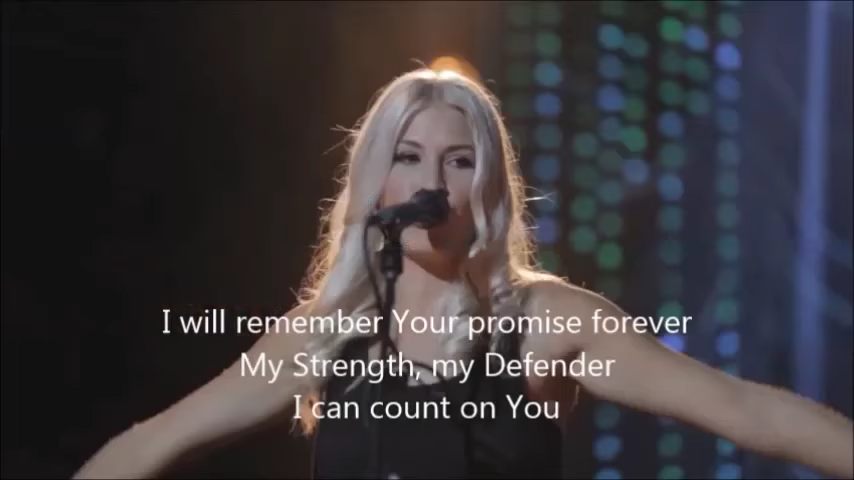 I will remember Your promise forever
My Strength, my Defender
I can count on You